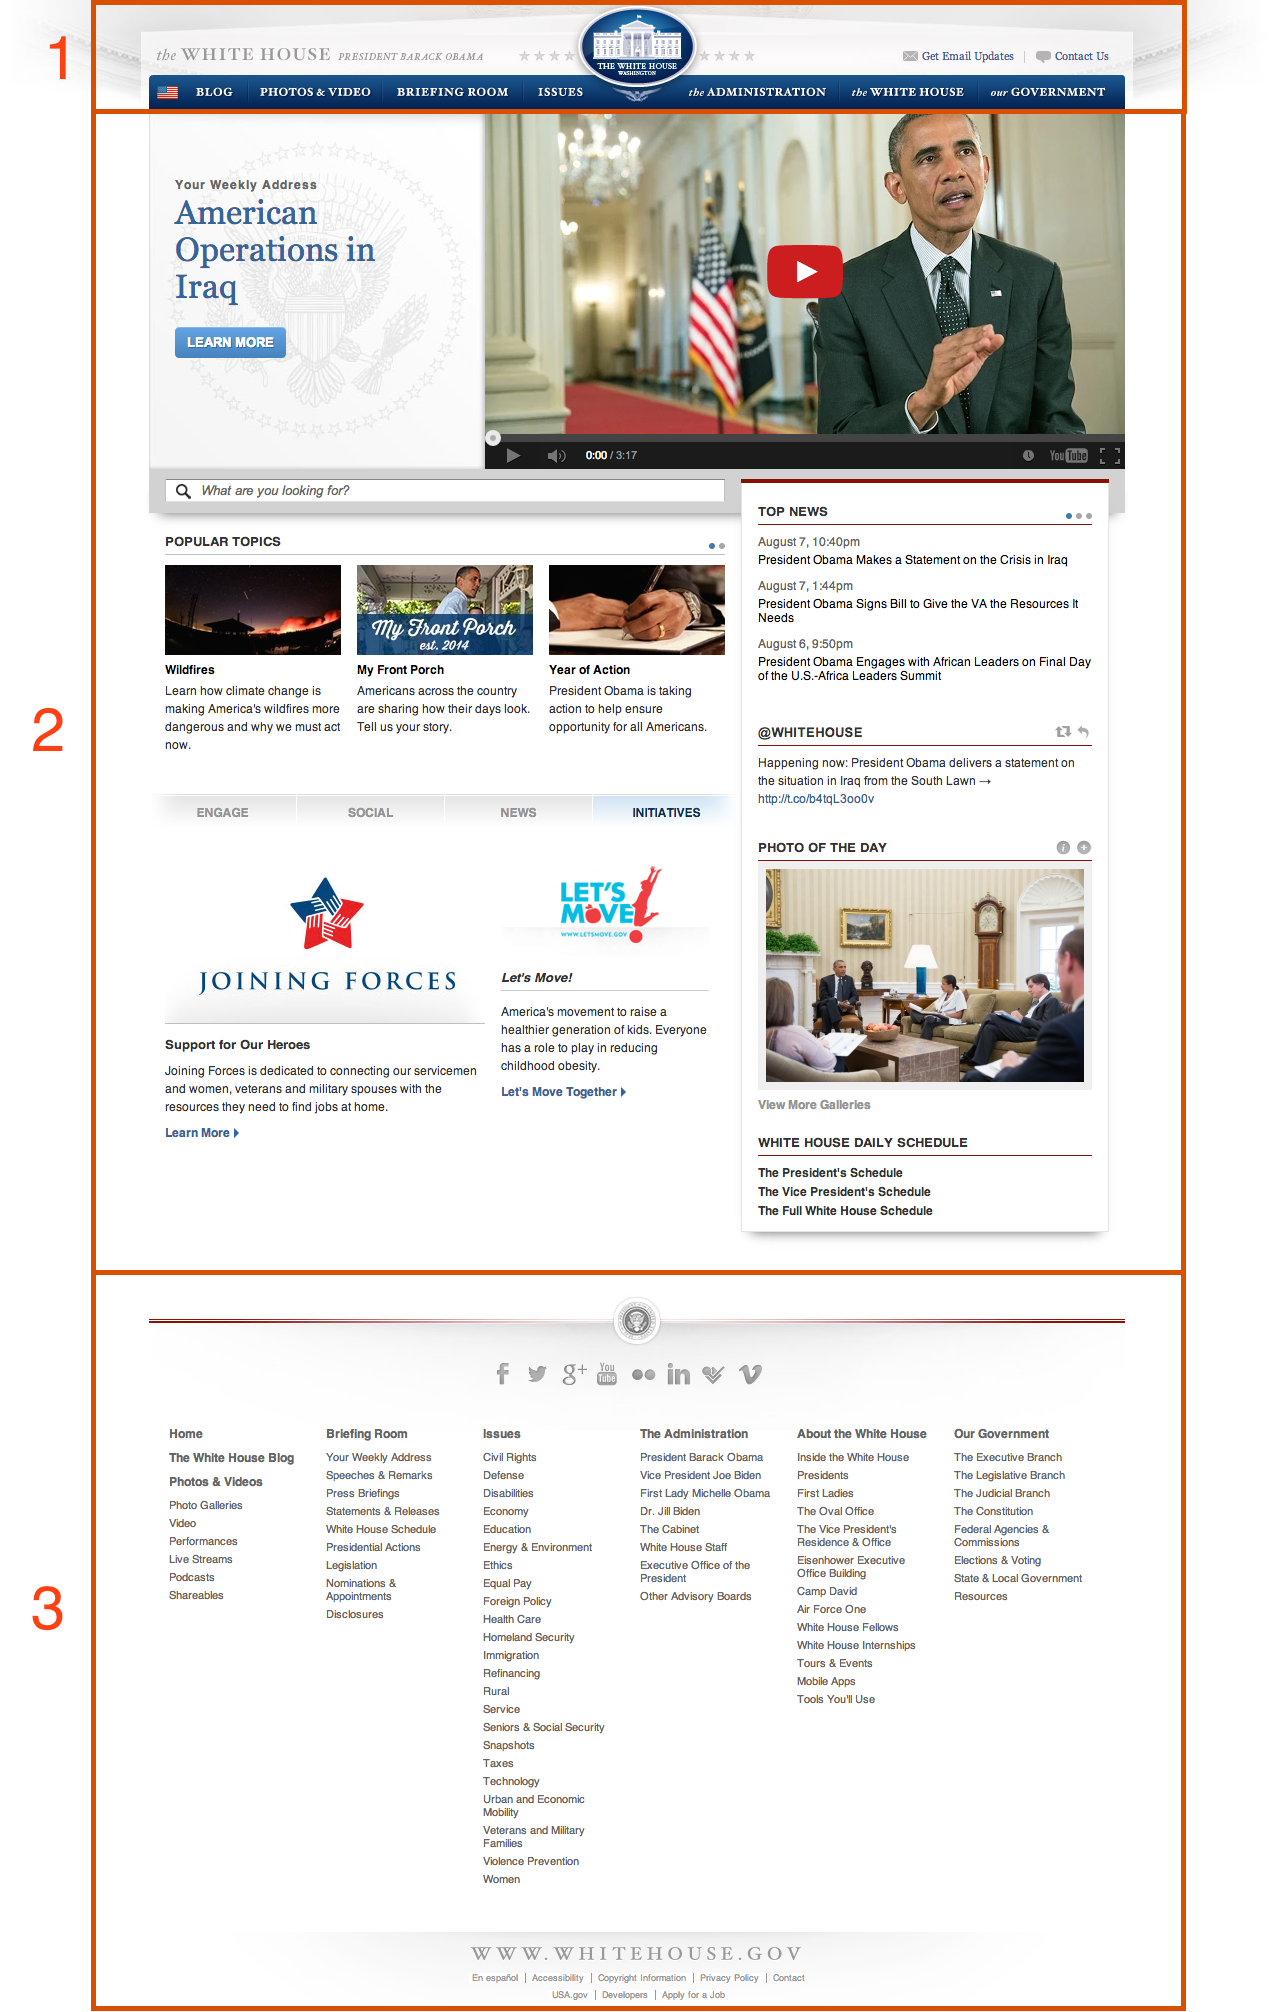 1
the WHITE HOUSE PRESIDENT BARACK OBAMA
THE WHITE HOUSE
WASHINGTON
Get Email Updates
Contact Us
BLOG
PHOTOS & VIDEO
BRIEFING ROOM
ISSUES
the ADMINISTRATION
the WHITE HOUSE
our GOVERNMENT
2
Your Weekly Address
American
Operations in
Iraq
LEARN MORE
0:00 / 3:17
YouTube
What are you looking for?
POPULAR TOPICS
My Front Porch
est. 2014
Wildfires
Learn how climate change is
making America's wildfires more
dangerous and why we must act
now.
My Front Porch
Americans across the country
are sharing how their days look.
Tell us your story.
Year of Action
President Obama is taking
action to help ensure
opportunity for all Americans.
ENGAGE
SOCIAL
NEWS
INITIATIVES
JOINING FORCES
Support for Our Heroes
Joining Forces is dedicated to connecting our servicemen
and women, veterans and military spouses with the
resources they need to find jobs at home.
Learn More
LET'S
MOVE!
WWW.LETSMOVE.GOV
Let's Move!
America's movement to raise a
healthier generation of kids. Everyone
has a role to play in reducing
childhood obesity.
Let's Move Together
TOP NEWS
August 7, 10:40pm
President Obama Makes a Statement on the Crisis in Iraq
August 7, 1:44pm
President Obama Signs Bill to Give the VA the Resources It
Needs
August 6, 9:50pm
President Obama Engages with African Leaders on Final Day
of the U.S.-Africa Leaders Summit
@WHITEHOUSE
Happening now: President Obama delivers a statement on
the situation in Iraq from the South Lawn →
http://t.co/b4tqL3oo0v
PHOTO OF THE DAY
View More Galleries
WHITE HOUSE DAILY SCHEDULE
The President's Schedule
The Vice President's Schedule
The Full White House Schedule
3
f
g+
You
Tube
in
Home
The White House Blog
Photos & Videos
Photo Galleries
Video
Performances
Live Streams
Podcasts
Shareables
Briefing Room
Your Weekly Address
Speeches & Remarks
Press Briefings
Statements & Releases
White House Schedule
Presidential Actions
Legislation
Nominations &
Appointments
Disclosures
Issues
Civil Rights
Defense
Disabilities
Economy
Education
Energy & Environment
Ethics
Equal Pay
Foreign Policy
Health Care
Homeland Security
Immigration
Refinancing
Rural
Service
Seniors & Social Security
Snapshots
Taxes
Technology
Urban and Economic
Mobility
Veterans and Military
Families
Violence Prevention
Women
The Administration
President Barack Obama
Vice President Joe Biden
First Lady Michelle Obama
Dr. Jill Biden
The Cabinet
White House Staff
Executive Office of the
President
Other Advisory Boards
About the White House
Inside the White House
Presidents
First Ladies
The Oval Office
The Vice President's
Residence & Office
Eisenhower Executive
Office Building
Camp David
Air Force One
White House Fellows
White House Internships
Tours & Events
Mobile Apps
Tools You'll Use
Our Government
The Executive Branch
The Legislative Branch
The Judicial Branch
The Constitution
Federal Agencies &
Commissions
Elections & Voting
State & Local Government
Resources
WWW.WHITEHOUSE.GOV
En español | Accessibility | Copyright Information | Privacy Policy | Contact
USA.gov | Developers | Apply for a Job